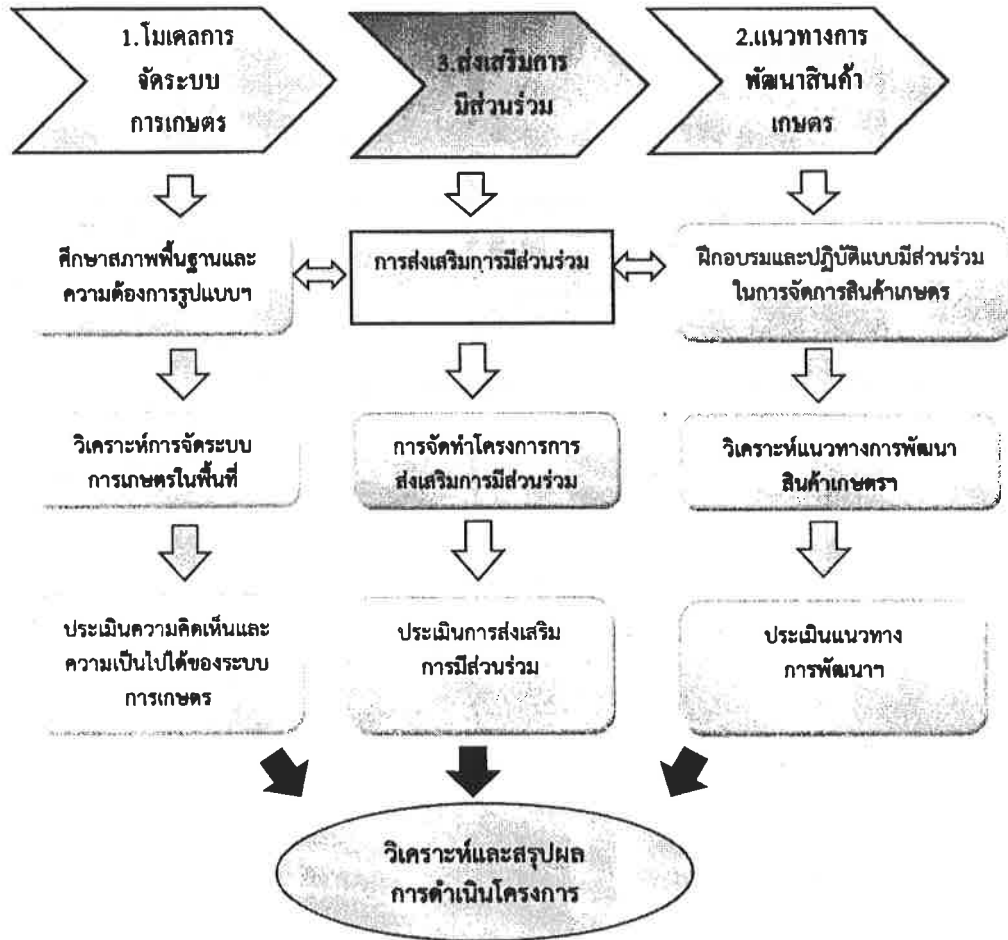 1.โมเดลการ
จัดระบบ
การเกษตร
3.ส่งเสริมการ
มีส่วนร่วม
2.แนวทางการ
พัฒนาสินค้า
เกษตร
ศึกษาสภาพพื้นฐานและ
ความต้องการรูปแบบฯ
การส่งเสริมการมีส่วนร่วม
ฝึกอบรมและปฏิบัติแบบมีส่วนร่วม
ในการจัดการสินค้าเกษตร
วิเคราะห์การจัดระบบ
การเกษตรในพื้นที่
การจัดทำโครงการการ
ส่งเสริมการมีส่วนร่วม
วิเคราะห์แนวทางการพัฒนา
สินค้าเกษตรฯ
ประเมินความคิดเห็นและ
ความเป็นไปได้ของระบบ
การเกษตร
ประเมินการส่งเสริม
การมีส่วนร่วม
ประเมินแนวทาง
การพัฒนาฯ
วิเคราะห์และสรุปผล
การดำเนินโครงการ